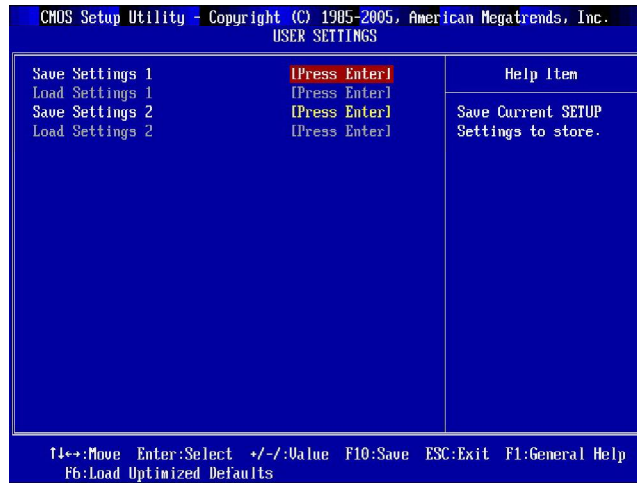 CMOS Setup Utility - Copyright (C) 1985-2005, American Megatrends, Inc.
USER SETTINGS
Save Settings 1 [Press Enter]
Load Settings 1 [Press Enter]
Save Settings 2 [Press Enter]
Load Settings 2 [Press Enter]
Help Item
Save Current SETUP
Settings to store.
↑↓←→:Move Enter:Select +/-/:Value F10:Save ESC:Exit F1:General Help
F6:Load Optimized Defaults